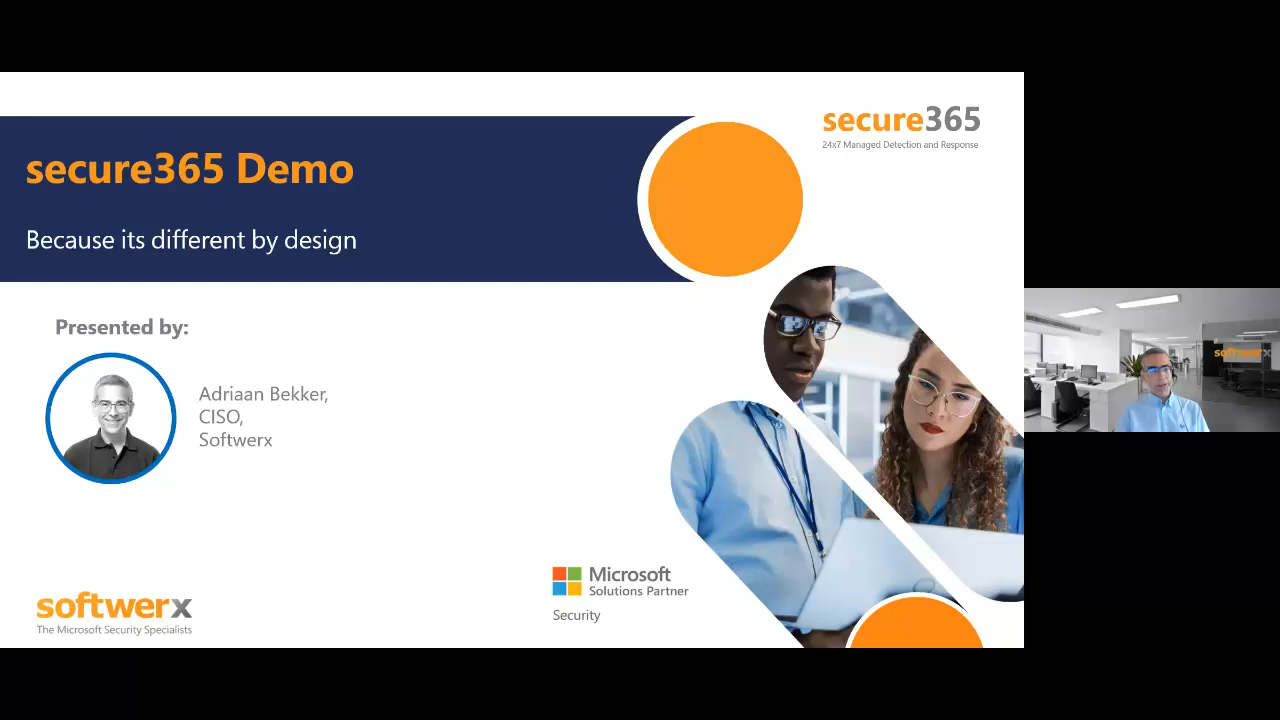 secure365
24x7 Managed Detection and Response
secure365 Demo
Because its different by design
Presented by:
Adriaan Bekker,
CISO,
Softwerx
softwerx
softwerx
The Microsoft Security Specialists
Microsoft
Solutions Partner
Security